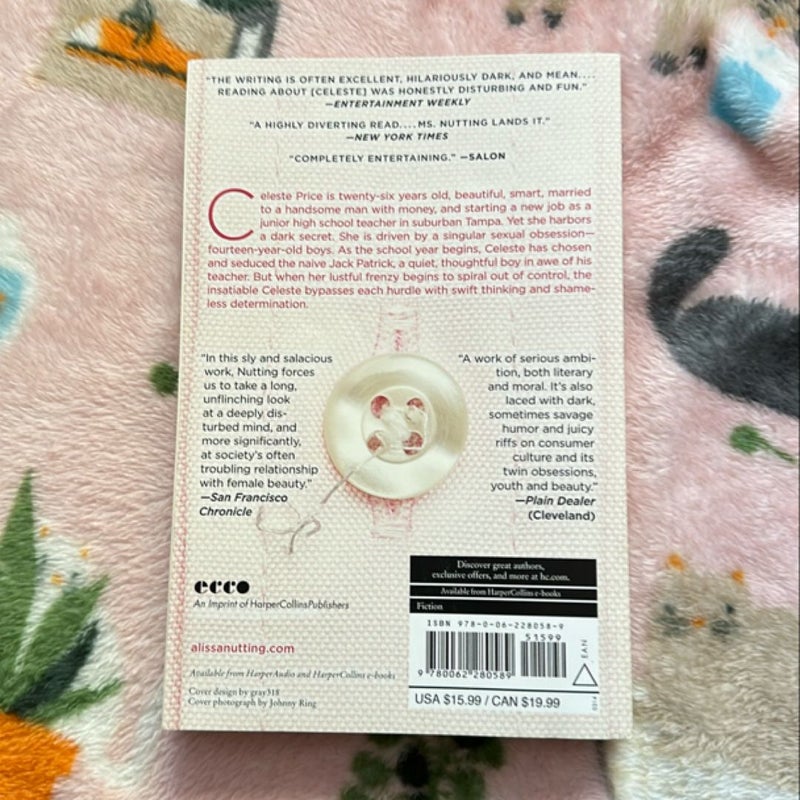 "THE WRITING IS OFTEN EXCELLENT, HILARIOUSLY DARK, AND MEAN....
READING ABOUT [CELESTE] WAS HONESTLY DISTURBING AND FUN."
—ENTERTAINMENT WEEKLY
"A HIGHLY DIVERTING READ....MS. NUTTING LANDS IT."
—NEW YORK TIMES
"COMPLETELY ENTERTAINING." —SALON
Celeste Price is twenty-six years old, beautiful, smart, married
to a handsome man with money, and starting a new job as a
junior high school teacher in suburban Tampa. Yet she harbors
a dark secret. She is driven by a singular sexual obsession—
fourteen-year-old boys. As the school year begins, Celeste has chosen
and seduced the naive Jack Patrick, a quiet, thoughtful boy in awe of his
teacher. But when her lustful frenzy begins to spiral out of control, the
insatiable Celeste bypasses each hurdle with swift thinking and shame-
less determination.
"In this sly and salacious
work, Nutting forces
us to take a long,
unflinching look
at a deeply dis-
turbed mind, and
more significantly,
at society's often
troubling relationship
with female beauty."
—San Francisco
Chronicle
"A work of serious ambi-
tion, both literary
and moral. It's also
laced with dark,
sometimes savage
humor and juicy
riffs on consumer
culture and its
twin obsessions,
youth and beauty."
—Plain Dealer
(Cleveland)
ecco
An Imprint of HarperCollinsPublishers
alissanutting.com
Available from HarperAudio and HarperCollins e-books
Cover design by gray318
Cover photograph by Johnny Ring
Discover great authors,
exclusive offers, and more at hc.com.
Available from HarperCollins e-books
Fiction
ISBN 978-0-06-228058-9
51599
9 780062 280589
EAN
USA $15.99 / CAN $19.99